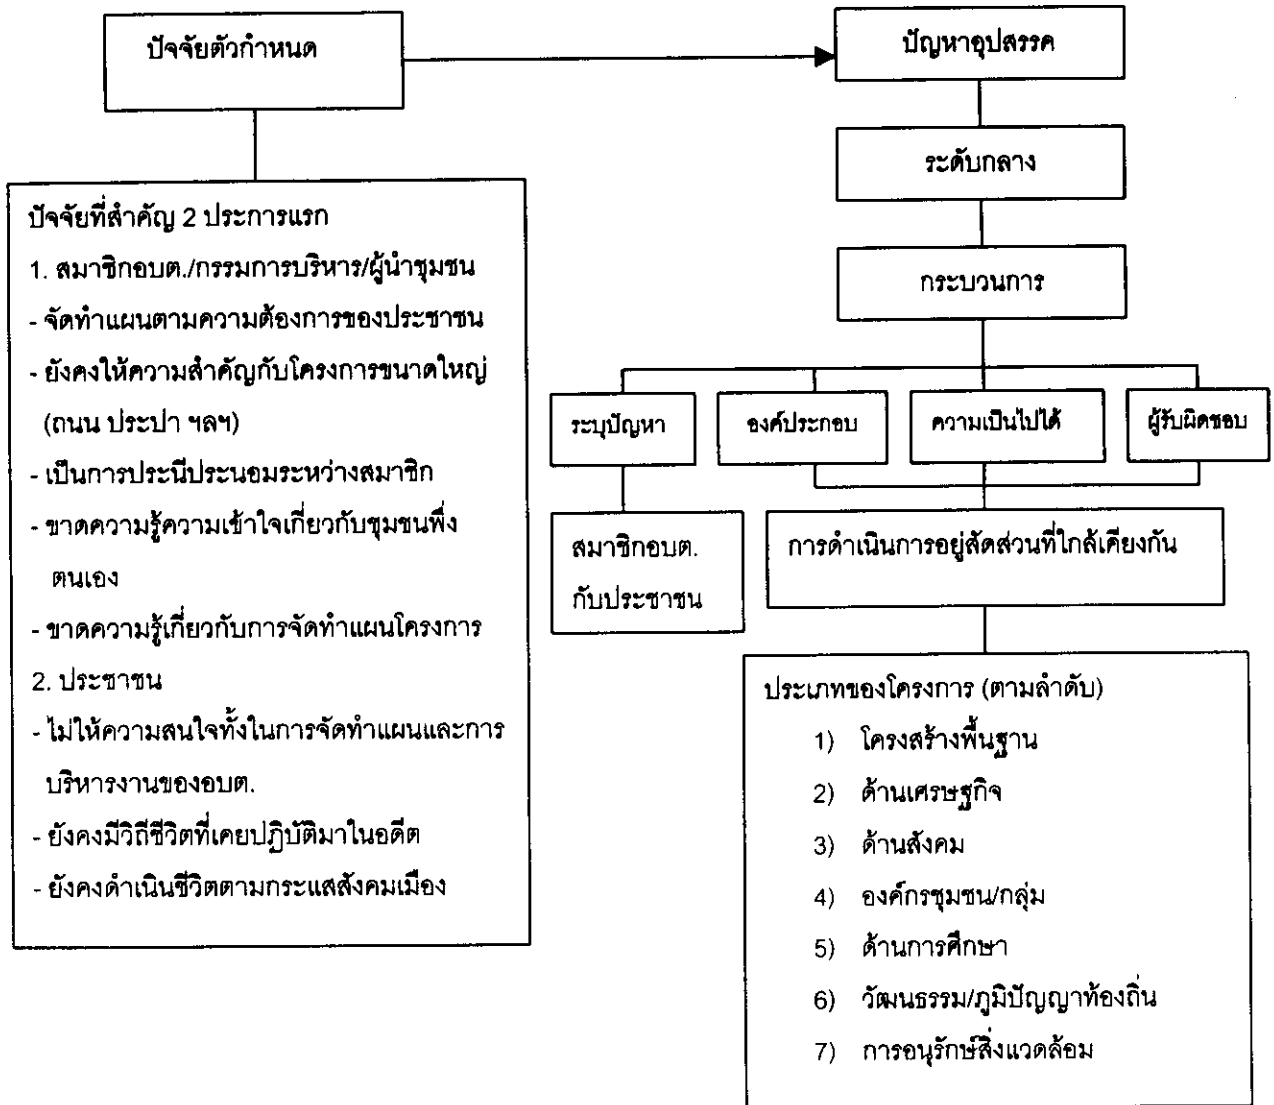 ปัจจัยตัวกำหนด
ปัญหาอุปสรรค
ระดับกลาง
กระบวนการ
ปัจจัยที่สำคัญ 2 ประการแรก
1. สมาชิกอบต./กรรมการบริหาร/ผู้นำชุมชน
- จัดทำแผนตามความต้องการของประชาชน
- ยังคงให้ความสำคัญกับโครงการขนาดใหญ่
(ถนน ประปา ฯลฯ)
- เป็นการประนีประนอมระหว่างสมาชิก
- ขาดความรู้ความเข้าใจเกี่ยวกับชุมชนพึ่ง
ตนเอง
- ขาดความรู้เกี่ยวกับการจัดทำแผนโครงการ
2. ประชาชน
- ไม่ให้ความสนใจทั้งในการจัดทำแผนและการ
บริหารงานของอบต.
- ยังคงมีวิถีชีวิตที่เคยปฏิบัติมาในอดีต
- ยังคงดำเนินชีวิตตามกระแสสังคมเมือง
ระบุปัญหา
องค์ประกอบ
ความเป็นไปได้
ผู้รับผิดชอบ
สมาชิกอบต.
กับประชาชน
การดำเนินการอยู่สัดส่วนที่ใกล้เคียงกัน
ประเภทของโครงการ (ตามลำดับ)
1) โครงสร้างพื้นฐาน
2) ด้านเศรษฐกิจ
3) ด้านสังคม
4) องค์กรชุมชน/กลุ่ม
5) ด้านการศึกษา
6) วัฒนธรรม/ภูมิปัญญาท้องถิ่น
7) การอนุรักษ์สิ่งแวดล้อม